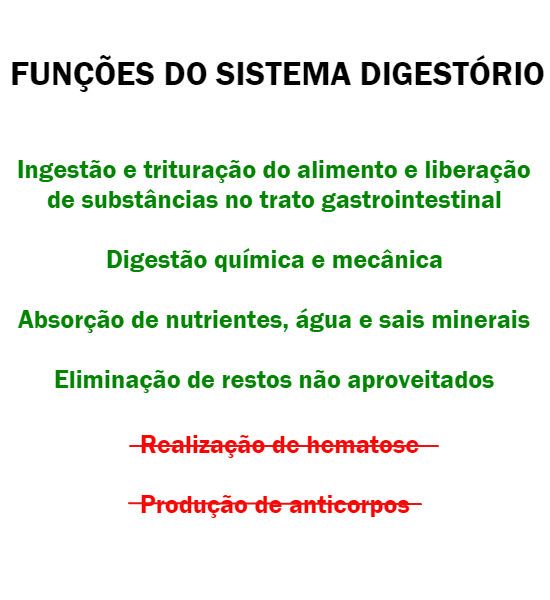 FUNÇÕES DO SISTEMA DIGESTÓRIO
Ingestão e trituração do alimento e liberação
de substâncias no trato gastrointestinal
Digestão química e mecânica
Absorção de nutrientes, água e sais minerais
Eliminação de restos não aproveitados
Realização de hematose
Produção de anticorpos